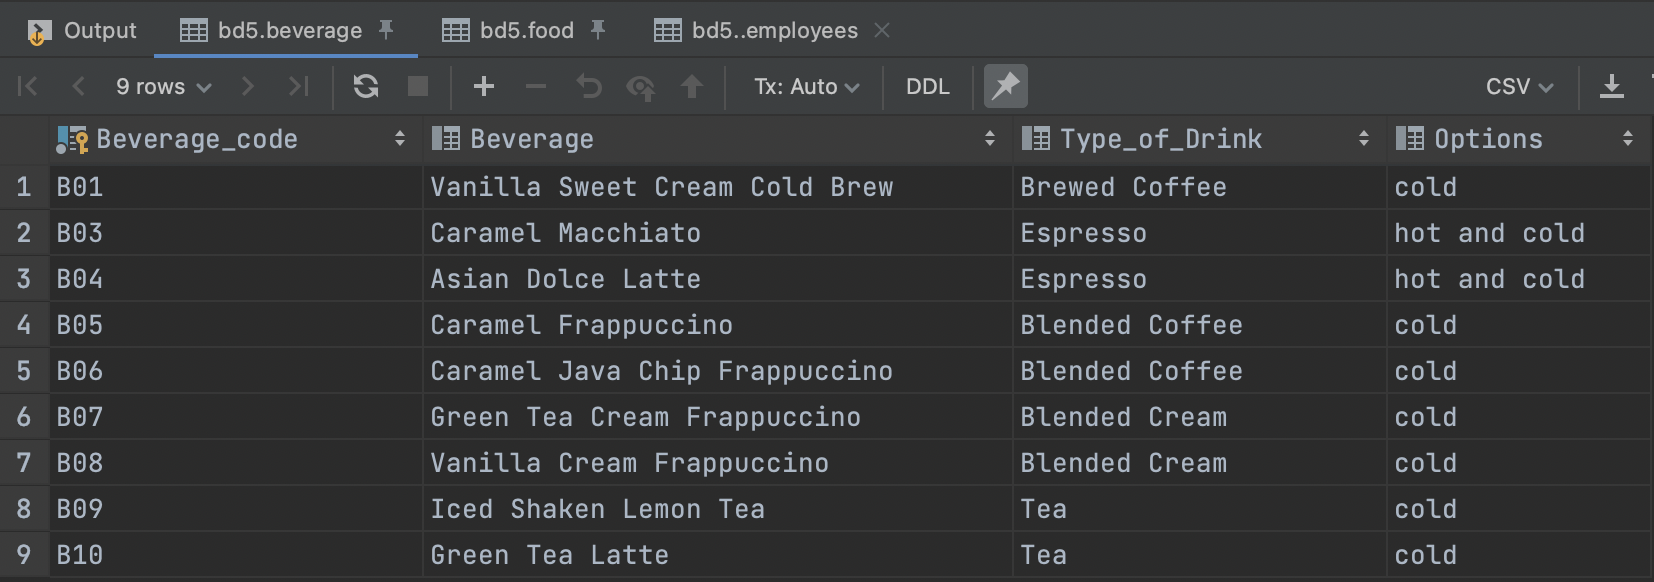 Output bd5.beverage bd5.food bd5..employees
9 rows Tx: Auto DDL CSV
Beverage_code Beverage Type_of_Drink Options
1 B01 Vanilla Sweet Cream Cold Brew Brewed Coffee cold
2 B03 Caramel Macchiato Espresso hot and cold
3 B04 Asian Dolce Latte Espresso hot and cold
4 B05 Caramel Frappuccino Blended Coffee cold
5 B06 Caramel Java Chip Frappuccino Blended Coffee cold
6 B07 Green Tea Cream Frappuccino Blended Cream cold
7 B08 Vanilla Cream Frappuccino Blended Cream cold
8 B09 Iced Shaken Lemon Tea Tea cold
9 B10 Green Tea Latte Tea cold